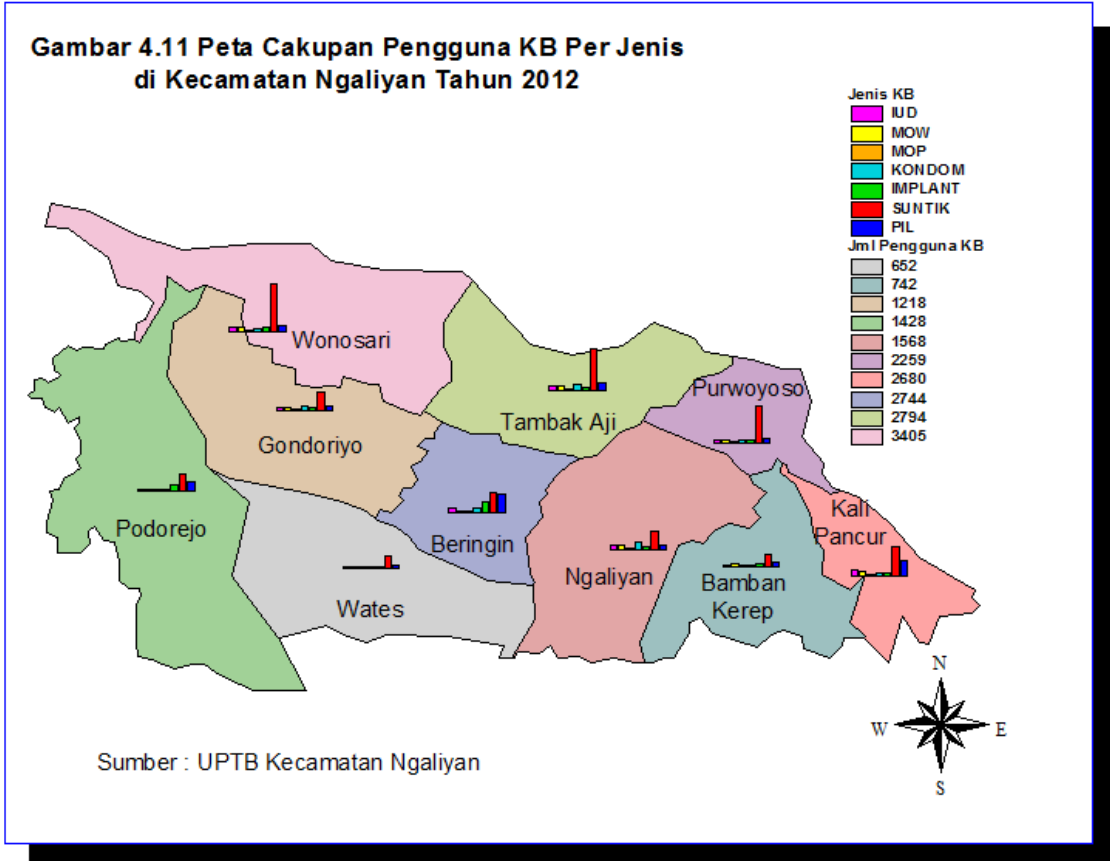 Gambar 4.11 Peta Cakupan Pengguna KB Per Jenis
di Kecamatan Ngaliyan Tahun 2012
Jenis KB
IUD
MOW
MOP
KONDOM
IMPLANT
SUNTIK
PIL
Jml Pengguna KB
652
742
1218
1428
1568
2259
2680
2744
2794
3405
Wonosari
Tambak Aji
Purwoyoso
Gondoriyo
Podorejo
Beringin
Ngaliyan
Kali
Pancur
Bamban
Kerep
Wates
N
W
E
S
Sumber : UPTB Kecamatan Ngaliyan